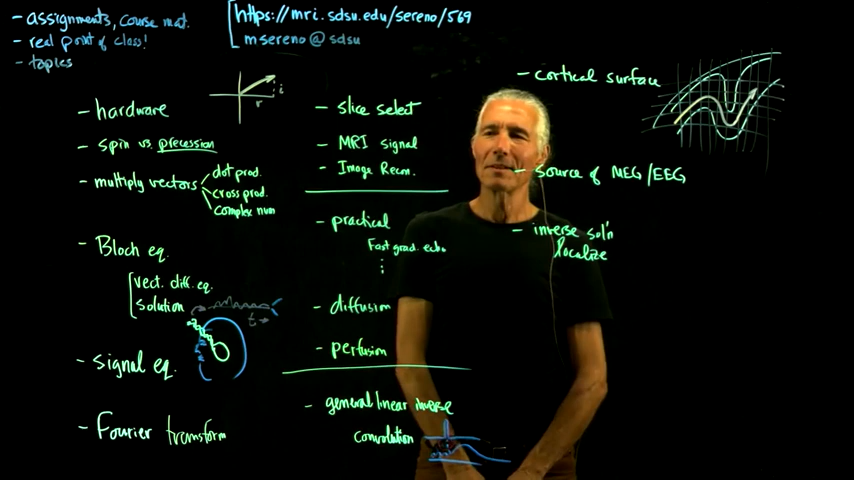 - assignments, course mat.
- real point of class!
- topics
https://mri.sdsu.edu/sereno/569
msereno@sdsu
- hardware
- spin vs. precession
- multiply vectors
dot prod.
cross prod.
complex num
- Bloch eq.
vect. diff. eq.
solution
- signal eq.
- Fourier transform
r
i
t
- slice select
- MRI signal
- Image Recon.
- practical
Fast grad. echo
- diffusion
- perfusion
- general linear inverse
convolution
- cortical surface
- source of MEG/EEG
- inverse sol'n
localize